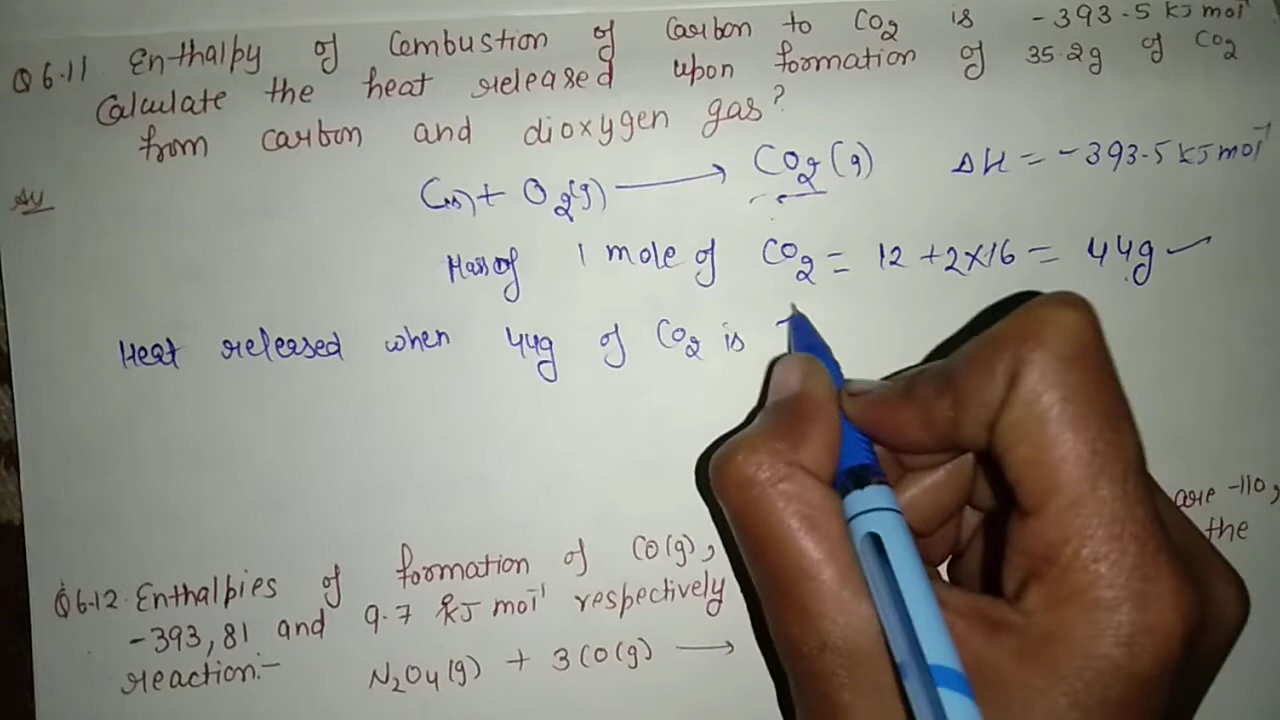 Q6.11 Enthalpy of Combustion of Carbon to CO2 is -393.5 KJ mol
Calculate the heat released upon formation of 35.2g of CO2
from carbon and dioxygen gas?
C(s) + O2(g) → CO2(g) ΔH = -393.5 KJ mol⁻¹
Mass of 1 mole of CO2 = 12 + 2×16 = 44g
Heat released when 44g of CO2 is
Q6.12. Enthalpies of formation of CO(g), are -110,
-393, 81 and 9.7 KJ mol⁻¹ respectively the
reaction:-
N2O4(g) + 3CO(g) →